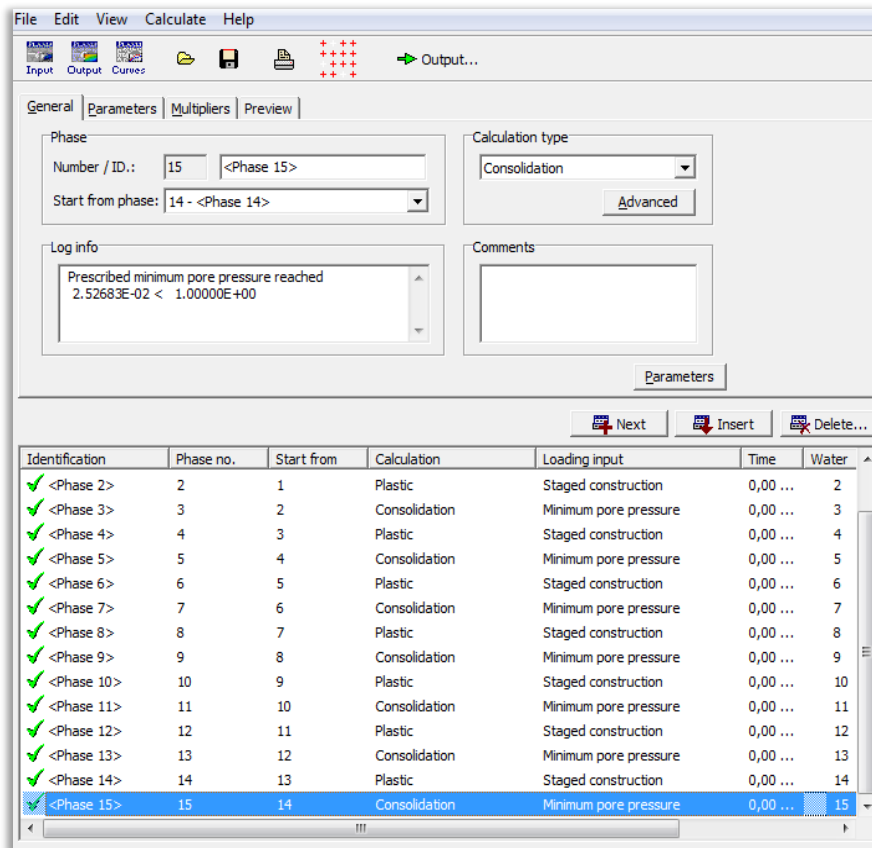 File Edit View Calculate Help
PLAXIS PLAXIS PLAXIS
Input Output Curves Output...
General Parameters Multipliers Preview
Phase
Number / ID.: 15 <Phase 15>
Start from phase: 14 - <Phase 14>
Calculation type
Consolidation
Advanced
Log info
Prescribed minimum pore pressure reached
2.52683E-02 < 1.00000E+00
Comments
Parameters
Next Insert Delete...
Identification Phase no. Start from Calculation Loading input Time Water
<Phase 2> 2 1 Plastic Staged construction 0,00 ... 2
<Phase 3> 3 2 Consolidation Minimum pore pressure 0,00 ... 3
<Phase 4> 4 3 Plastic Staged construction 0,00 ... 4
<Phase 5> 5 4 Consolidation Minimum pore pressure 0,00 ... 5
<Phase 6> 6 5 Plastic Staged construction 0,00 ... 6
<Phase 7> 7 6 Consolidation Minimum pore pressure 0,00 ... 7
<Phase 8> 8 7 Plastic Staged construction 0,00 ... 8
<Phase 9> 9 8 Consolidation Minimum pore pressure 0,00 ... 9
<Phase 10> 10 9 Plastic Staged construction 0,00 ... 10
<Phase 11> 11 10 Consolidation Minimum pore pressure 0,00 ... 11
<Phase 12> 12 11 Plastic Staged construction 0,00 ... 12
<Phase 13> 13 12 Consolidation Minimum pore pressure 0,00 ... 13
<Phase 14> 14 13 Plastic Staged construction 0,00 ... 14
<Phase 15> 15 14 Consolidation Minimum pore pressure 0,00 ... 15